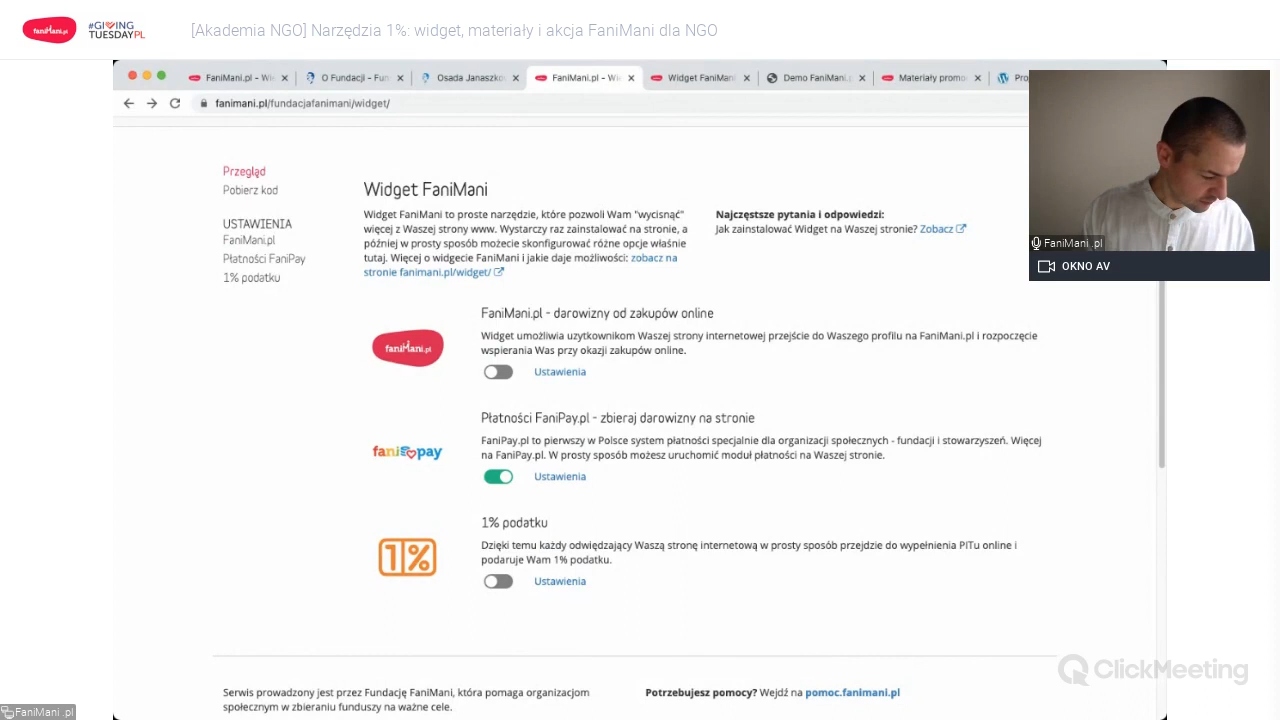 faniMani.pl
#GIVING
TUESDAYPL
[Akademia NGO] Narzędzia 1%: widget, materiały i akcja FaniMani dla NGO
FaniMani.pl - Wi
O Fundacji - Fun
Osada Janaszko
FaniMani.pl - Wi
Widget FaniMani
Demo FaniMani.
Materiały promo
fanimani.pl/fundacjafanimani/widget/
Przegląd
Pobierz kod
USTAWIENIA
FaniMani.pl
Płatności FaniPay
1% podatku
Widget FaniMani
Widget FaniMani to proste narzędzie, które pozwoli Wam "wycisnąć"
więcej z Waszej strony www. Wystarczy raz zainstalować na stronie, a
później w prosty sposób możecie skonfigurować różne opcje właśnie
tutaj. Więcej o widgecie FaniMani i jakie daje możliwości: zobacz na
stronie fanimani.pl/widget/
Najczęstsze pytania i odpowiedzi:
Jak zainstalować Widget na Waszej stronie? Zobacz
FaniMani .pl
OKNO AV
faniMani.pl
FaniMani.pl - darowizny od zakupów online
Widget umożliwia uzytkownikom Waszej strony internetowej przejście do Waszego profilu na FaniMani.pl i rozpoczęcie
wspierania Was przy okazji zakupów online.
Ustawienia
fanipay
Płatności FaniPay.pl - zbieraj darowizny na stronie
FaniPay.pl to pierwszy w Polsce system płatności specjalnie dla organizacji społecznych - fundacji i stowarzyszeń. Więcej
na FaniPay.pl. W prosty sposób możesz uruchomić moduł płatności na Waszej stronie.
Ustawienia
1%
1% podatku
Dzięki temu każdy odwiędzający Waszą stronę internetową w prosty sposób przejdzie do wypełnienia PITu online i
podaruje Wam 1% podatku.
Ustawienia
Serwis prowadzony jest przez Fundację FaniMani, która pomaga organizacjom
społecznym w zbieraniu funduszy na ważne cele.
Potrzebujesz pomocy? Wejdź na pomoc.fanimani.pl
ClickMeeting
FaniMani .pl